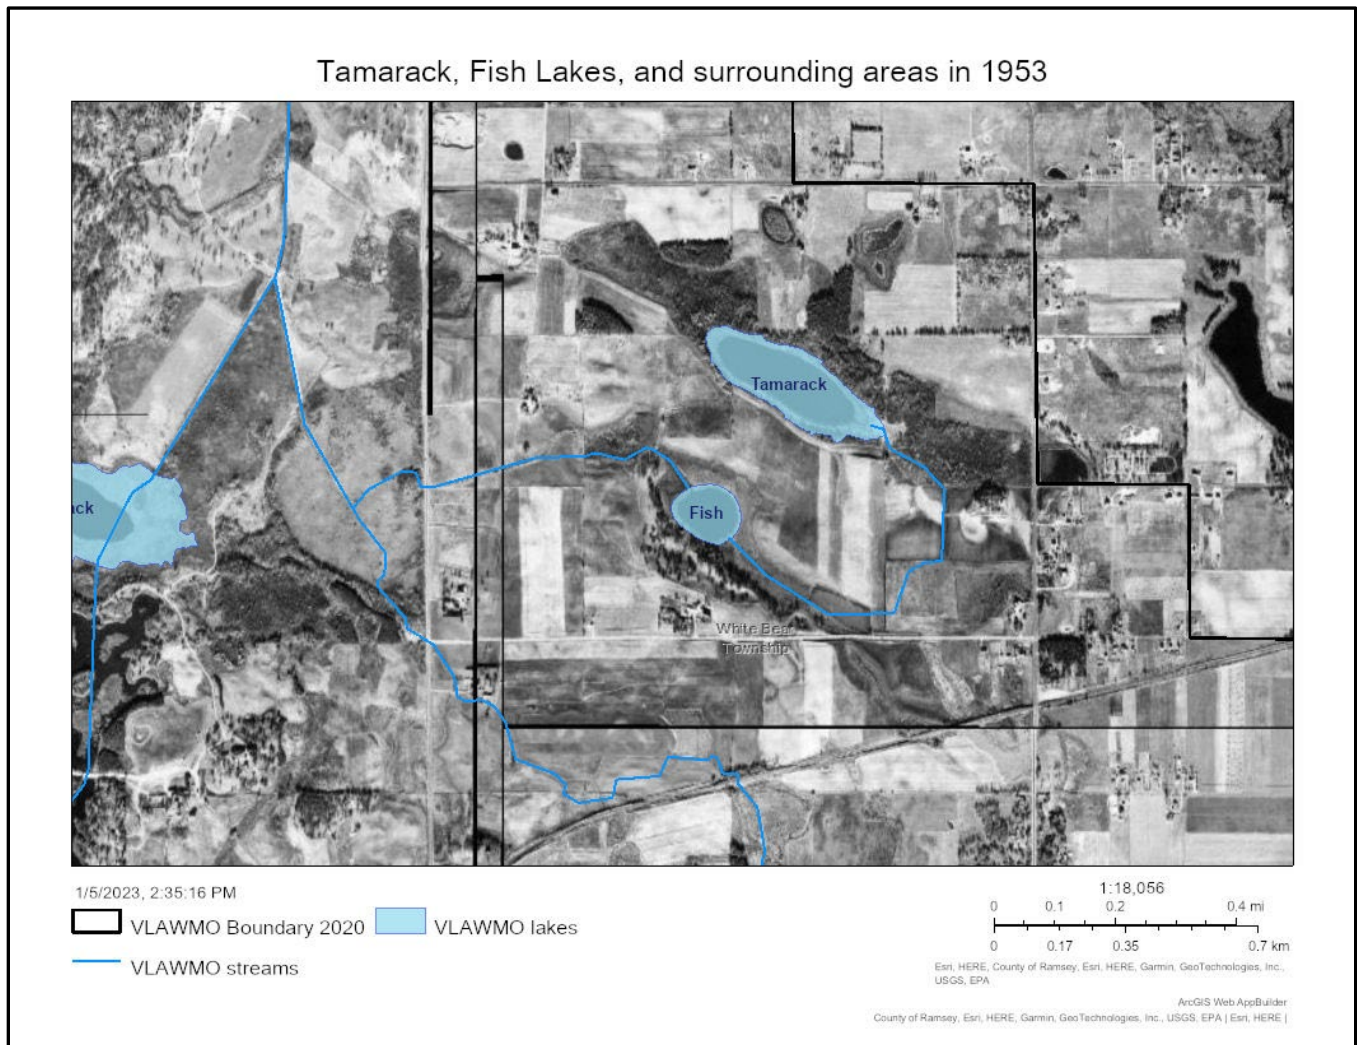 Tamarack, Fish Lakes, and surrounding areas in 1953
Tamarack
ack
Fish
White Bear
Township
1/5/2023, 2:35:16 PM
VLAWMO Boundary 2020
VLAWMO lakes
VLAWMO streams
1:18,056
0 0.1 0.2 0.4 mi
0 0.17 0.35 0.7 km
Esri, HERE, County of Ramsey, Esri, HERE, Garmin, GeoTechnologies, Inc.,
USGS, EPA
ArcGIS Web AppBuilder
County of Ramsey, Esri, HERE, Garmin, GeoTechnologies, Inc., USGS, EPA | Esri, HERE |